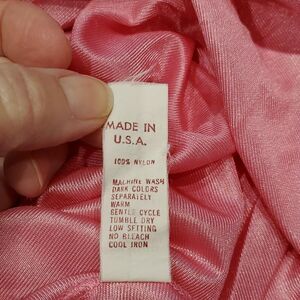 MADE IN
U.S.A.
100% NYLON
MACHINE WASH
DARK COLORS
SEPARATELY
WARM
GENTLE CYCLE
TUMBLE DRY
LOW SETTING
NO BLEACH
COOL IRON